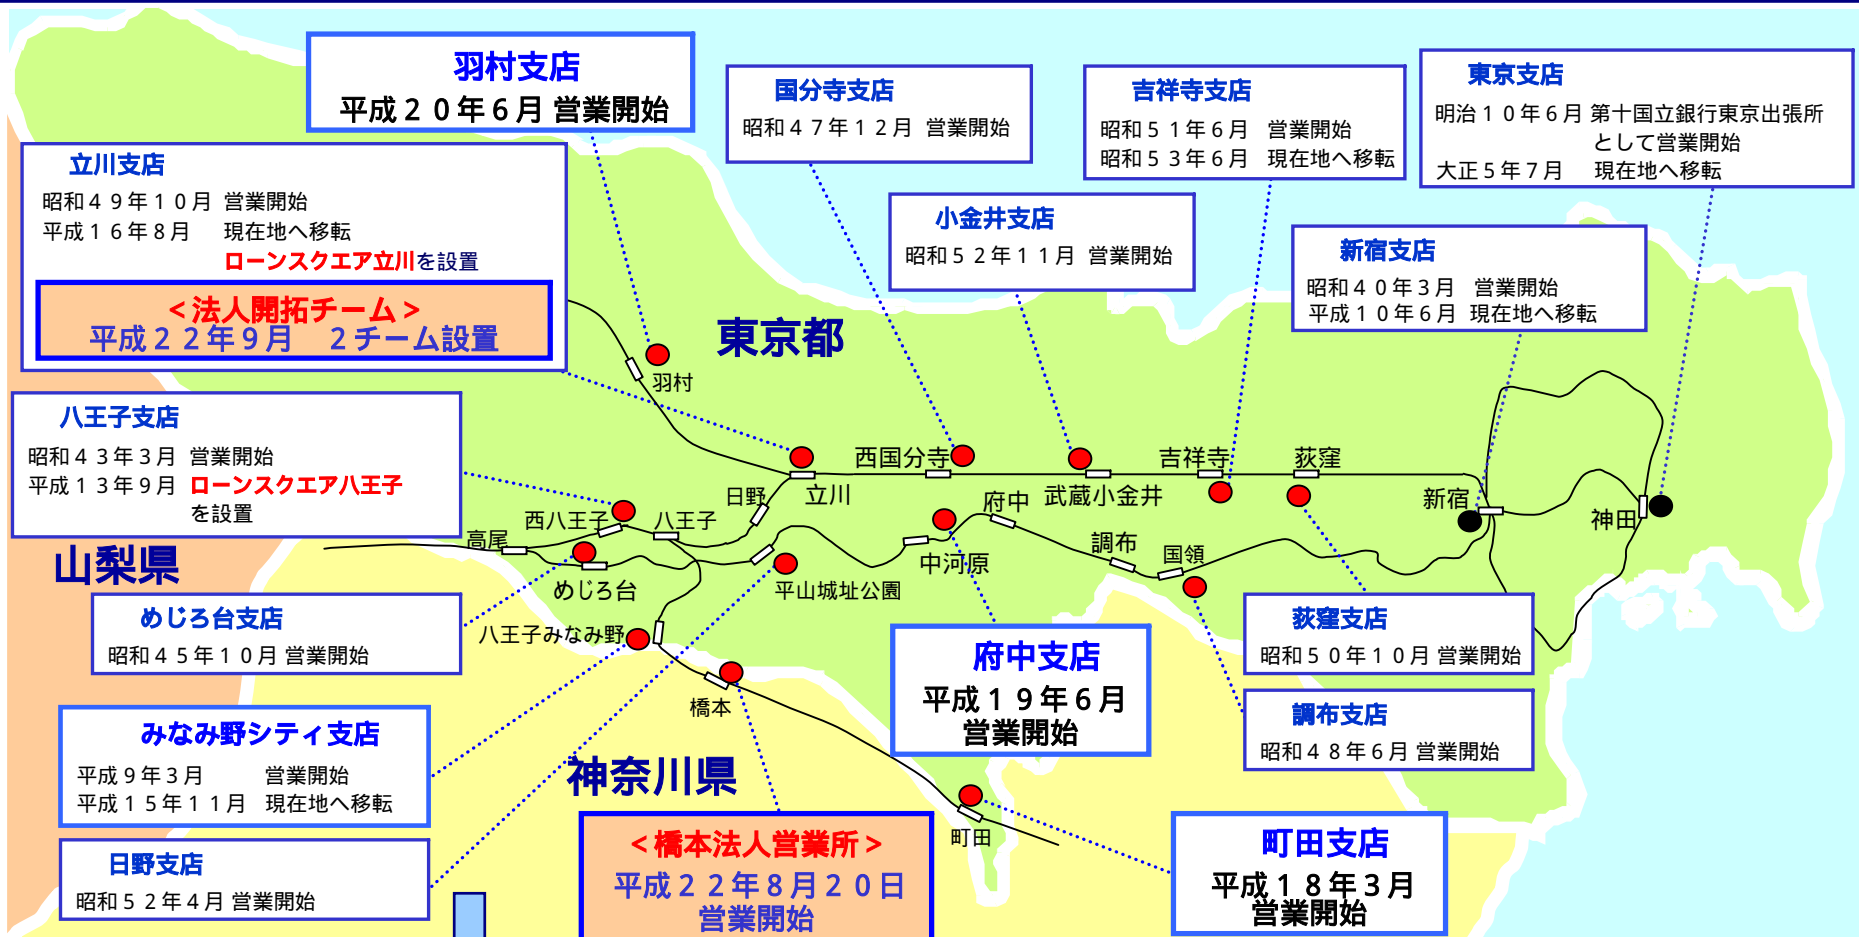 羽村支店
平成２０年６月 営業開始
国分寺支店
昭和４７年１２月 営業開始
吉祥寺支店
昭和５１年６月 営業開始
昭和５３年６月 現在地へ移転
東京支店
明治１０年６月 第十国立銀行東京出張所
として営業開始
大正５年７月 現在地へ移転
立川支店
昭和４９年１０月 営業開始
平成１６年８月 現在地へ移転
ローンスクエア立川を設置
＜法人開拓チーム＞
平成２２年９月 ２チーム設置
小金井支店
昭和５２年１１月 営業開始
新宿支店
昭和４０年３月 営業開始
平成１０年６月 現在地へ移転
東京都
羽村
八王子支店
昭和４３年３月 営業開始
平成１３年９月 ローンスクエア八王子
を設置
西国分寺
吉祥寺
荻窪
立川
武蔵小金井
日野
府中
新宿
神田
西八王子
八王子
高尾
中河原
調布
国領
山梨県
めじろ台
平山城址公園
めじろ台支店
昭和４５年１０月 営業開始
八王子みなみ野
荻窪支店
昭和５０年１０月 営業開始
府中支店
平成１９年６月
営業開始
橋本
調布支店
昭和４８年６月 営業開始
みなみ野シティ支店
平成９年３月 営業開始
平成１５年１１月 現在地へ移転
神奈川県
町田
日野支店
昭和５２年４月 営業開始
＜橋本法人営業所＞
平成２２年８月２０日
営業開始
町田支店
平成１８年３月
営業開始